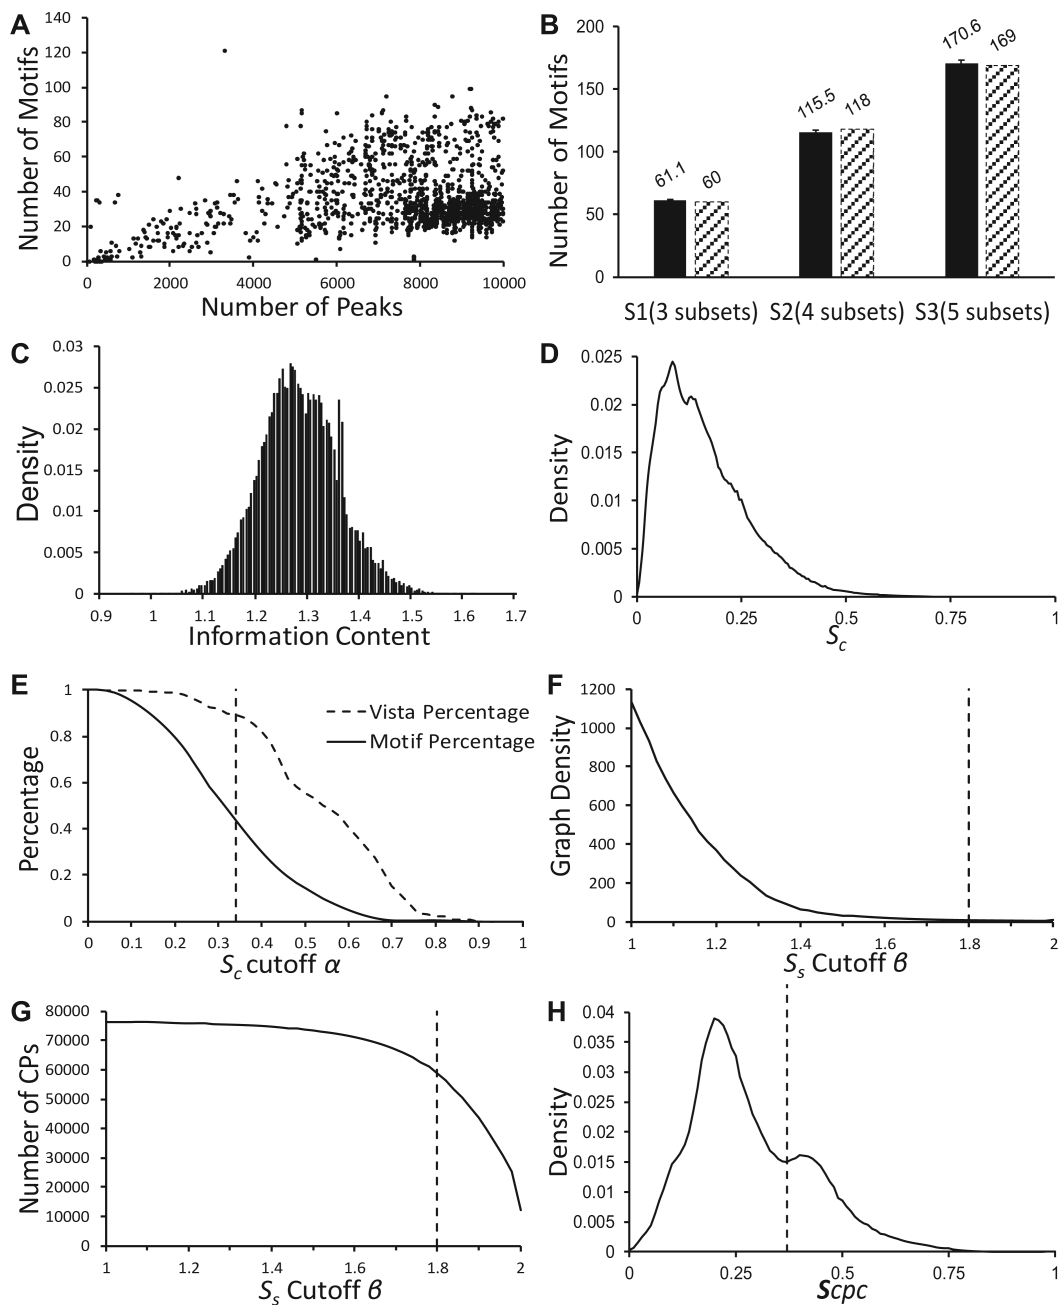 A
Number of Motifs
140
120
100
80
60
40
20
0
0 2000 4000 6000 8000 10000
Number of Peaks
B
Number of Motifs
200
150
100
50
0
61.1 60 115.5 118 170.6 169
S1(3 subsets) S2(4 subsets) S3(5 subsets)
C
Density
0.03
0.025
0.02
0.015
0.01
0.005
0
0.9 1 1.1 1.2 1.3 1.4 1.5 1.6 1.7
Information Content
D
Density
0.025
0.02
0.015
0.01
0.005
0
0 0.25 0.5 0.75 1
Sc
E
Percentage
1
0.8
0.6
0.4
0.2
0
Vista Percentage
Motif Percentage
0 0.1 0.2 0.3 0.4 0.5 0.6 0.7 0.8 0.9 1
Sc cutoff α
F
Graph Density
1200
1000
800
600
400
200
0
1 1.2 1.4 1.6 1.8 2
Ss Cutoff β
G
Number of CPs
80000
70000
60000
50000
40000
30000
20000
10000
0
1 1.2 1.4 1.6 1.8 2
Ss Cutoff β
H
Density
0.04
0.035
0.03
0.025
0.02
0.015
0.01
0.005
0
0 0.25 0.5 0.75 1
Scpc